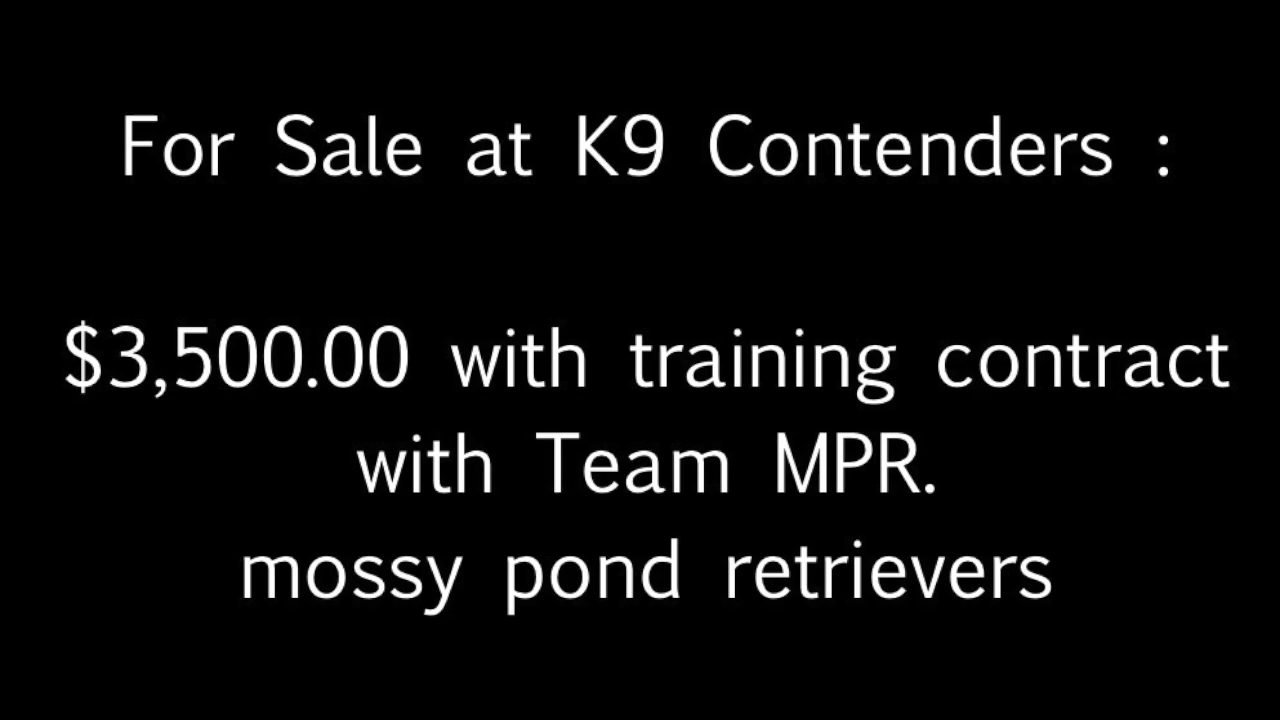 For Sale at K9 Contenders :
$3,500.00 with training contract
with Team MPR.
mossy pond retrievers